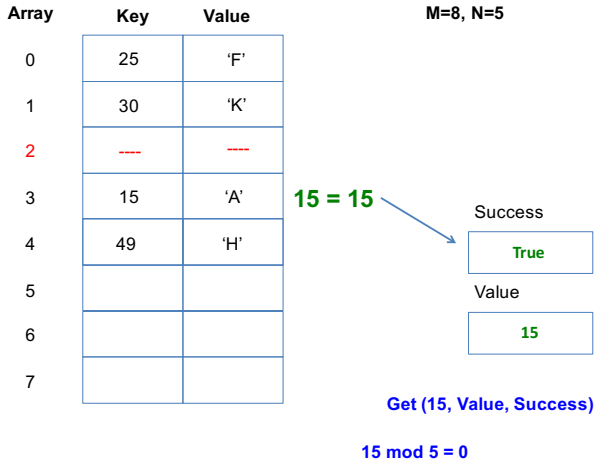 Array Key Value M=8, N=5
0 25 ‘F’
1 30 ‘K’
2 ---- ----
3 15 ‘A’ 15 = 15
Success
4 49 ‘H’
True
5
Value
6
15
7
Get (15, Value, Success)
15 mod 5 = 0